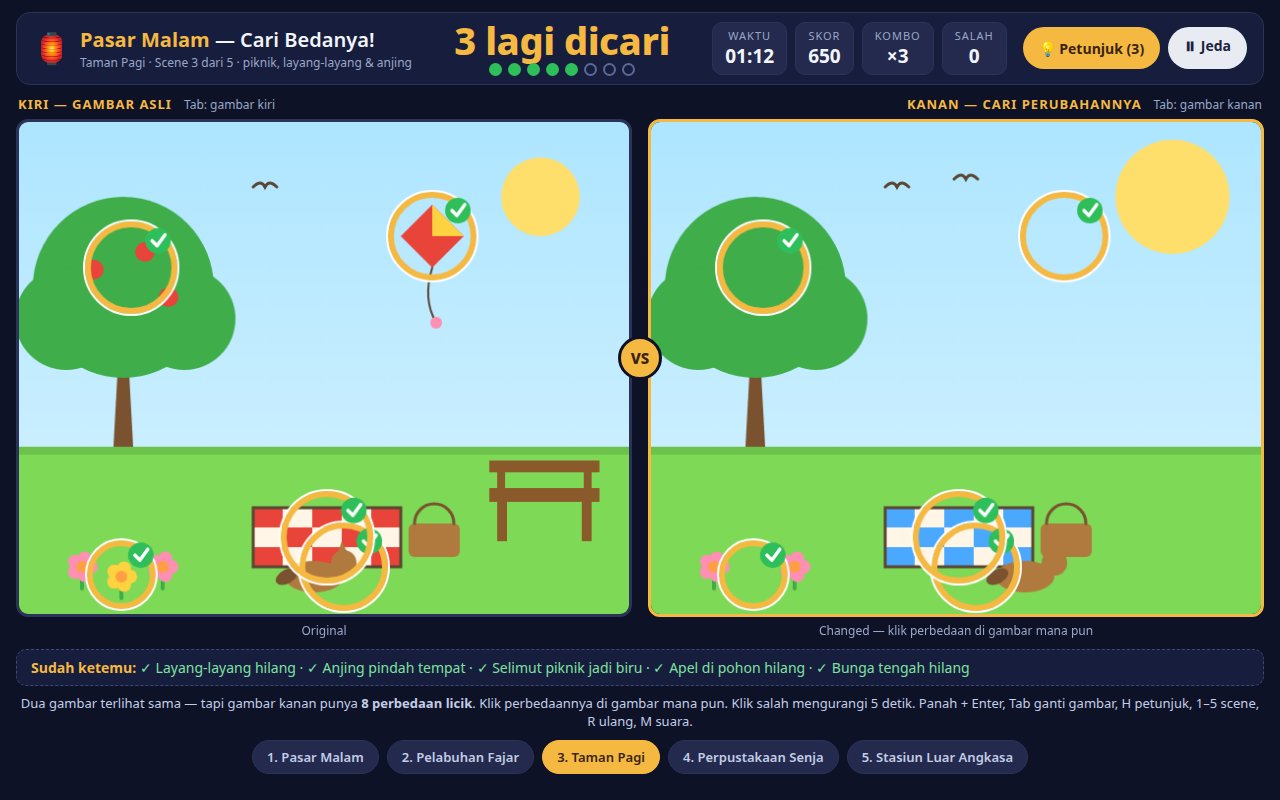 Pasar Malam — Cari Bedanya!
Taman Pagi · Scene 3 dari 5 · piknik, layang-layang & anjing
3 lagi dicari
WAKTU
01:12
SKOR
650
KOMBO
×3
SALAH
0
💡 Petunjuk (3)
⏸ Jeda
KIRI — GAMBAR ASLI Tab: gambar kiri
KANAN — CARI PERUBAHANNYA Tab: gambar kanan
VS
Original
Changed — klik perbedaan di gambar mana pun
Sudah ketemu: ✓ Layang-layang hilang · ✓ Anjing pindah tempat · ✓ Selimut piknik jadi biru · ✓ Apel di pohon hilang · ✓ Bunga tengah hilang
Dua gambar terlihat sama — tapi gambar kanan punya 8 perbedaan licik. Klik perbedaannya di gambar mana pun. Klik salah mengurangi 5 detik. Panah + Enter, Tab ganti gambar, H petunjuk, 1–5 scene,
R ulang, M suara.
1. Pasar Malam
2. Pelabuhan Fajar
3. Taman Pagi
4. Perpustakaan Senja
5. Stasiun Luar Angkasa